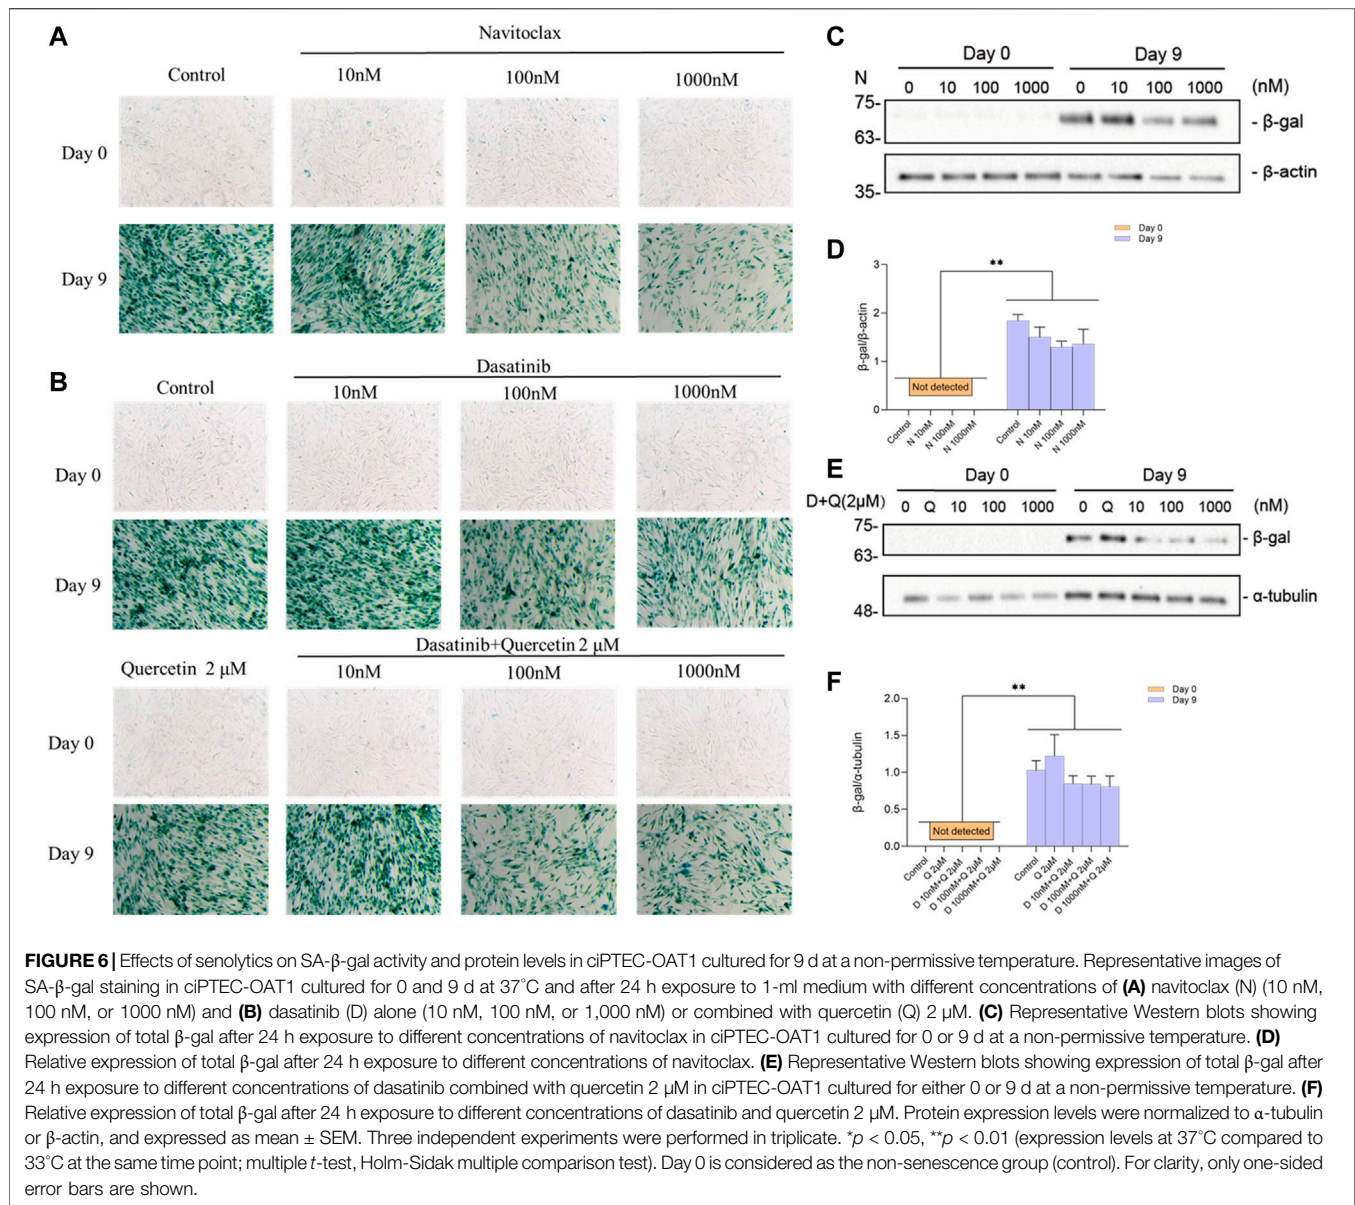 A
Navitoclax
Control
10nM
100nM
1000nM
Day 0
Day 9
B
Dasatinib
Control
10nM
100nM
1000nM
Day 0
Day 9
Dasatinib+Quercetin 2 μM
Quercetin 2 μM
10nM
100nM
1000nM
Day 0
Day 9
C
Day 0
Day 9
N
0 10 100 1000 0 10 100 1000 (nM)
75-
63-
- β-gal
35-
- β-actin
D
Day 0
Day 9
β-gal/β-actin
3
2
1
0
**
Not detected
Control
N 10nM
N 100nM
N 1000nM
Control
N 10nM
N 100nM
N 1000nM
E
Day 0
Day 9
D+Q(2μM) 0 Q 10 100 1000 0 Q 10 100 1000 (nM)
75-
63-
- β-gal
48-
- α-tubulin
F
Day 0
Day 9
β-gal/α-tubulin
2.0
1.5
1.0
0.5
0.0
**
Not detected
Control
Q 2μM
D 10nM+Q 2μM
D 100nM+Q 2μM
D 1000nM+Q 2μM
Control
Q 2μM
D 10nM+Q 2μM
D 100nM+Q 2μM
D 1000nM+Q 2μM
FIGURE 6 | Effects of senolytics on SA-β-gal activity and protein levels in ciPTEC-OAT1 cultured for 9 d at a non-permissive temperature. Representative images of
SA-β-gal staining in ciPTEC-OAT1 cultured for 0 and 9 d at 37°C and after 24 h exposure to 1-ml medium with different concentrations of (A) navitoclax (N) (10 nM,
100 nM, or 1000 nM) and (B) dasatinib (D) alone (10 nM, 100 nM, or 1,000 nM) or combined with quercetin (Q) 2 μM. (C) Representative Western blots showing
expression of total β-gal after 24 h exposure to different concentrations of navitoclax in ciPTEC-OAT1 cultured for 0 or 9 d at a non-permissive temperature. (D)
Relative expression of total β-gal after 24 h exposure to different concentrations of navitoclax. (E) Representative Western blots showing expression of total β-gal after
24 h exposure to different concentrations of dasatinib combined with quercetin 2 μM in ciPTEC-OAT1 cultured for either 0 or 9 d at a non-permissive temperature. (F)
Relative expression of total β-gal after 24 h exposure to different concentrations of dasatinib and quercetin 2 μM. Protein expression levels were normalized to α-tubulin
or β-actin, and expressed as mean ± SEM. Three independent experiments were performed in triplicate. *p < 0.05, **p < 0.01 (expression levels at 37°C compared to
33°C at the same time point; multiple t-test, Holm-Sidak multiple comparison test). Day 0 is considered as the non-senescence group (control). For clarity, only one-sided
error bars are shown.